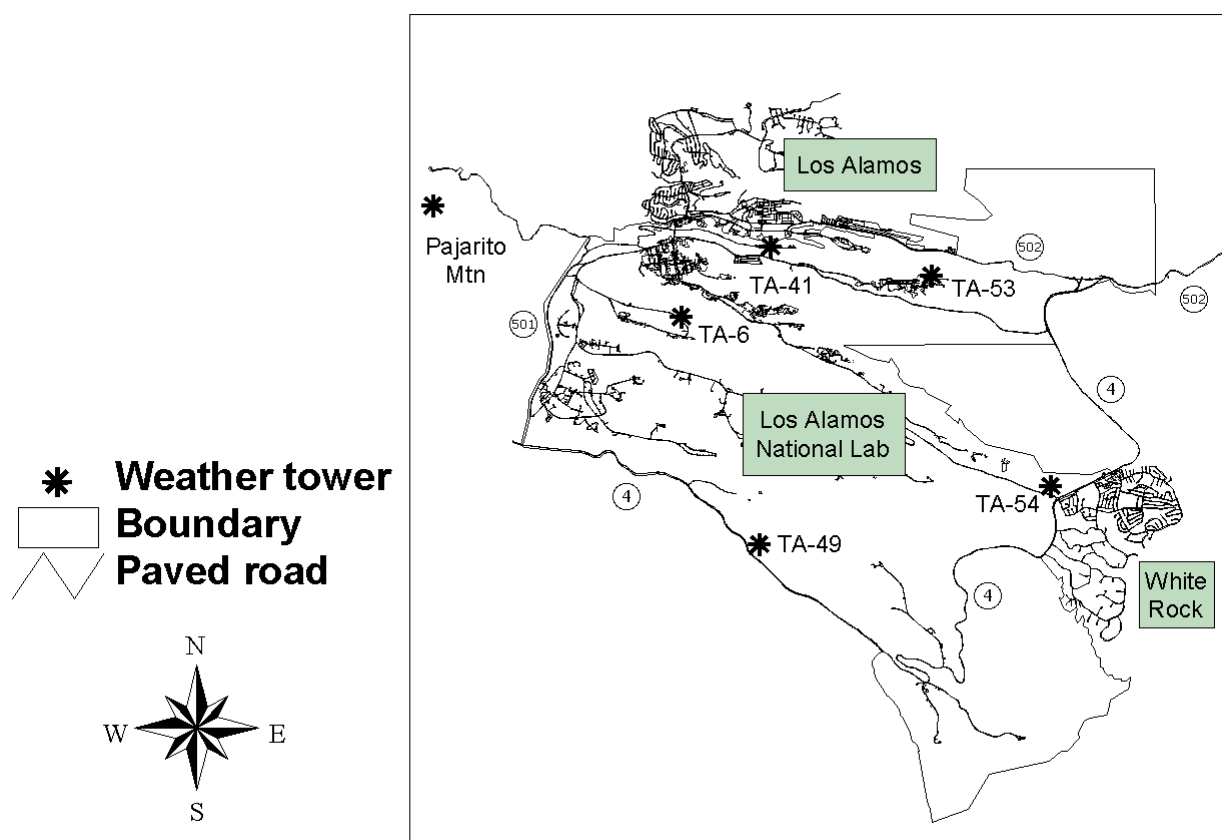 Los Alamos
Pajarito
Mtn
502
TA-41
TA-53
502
501
TA-6
4
Los Alamos
National Lab
Weather tower
Boundary
Paved road
4
TA-54
TA-49
White
Rock
4
N
W
E
S